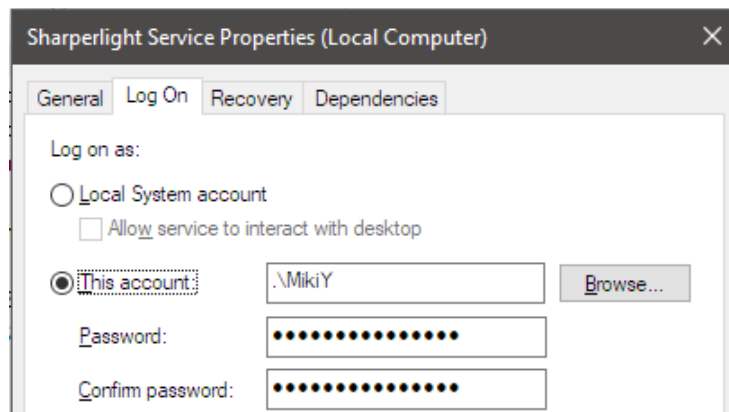 Sharperlight Service Properties (Local Computer)
General Log On Recovery Dependencies
Log on as:
Local System account
Allow service to interact with desktop
This account: .\MikiY Browse...
Password: ●●●●●●●●●●●●●●●
Confirm password: ●●●●●●●●●●●●●●●